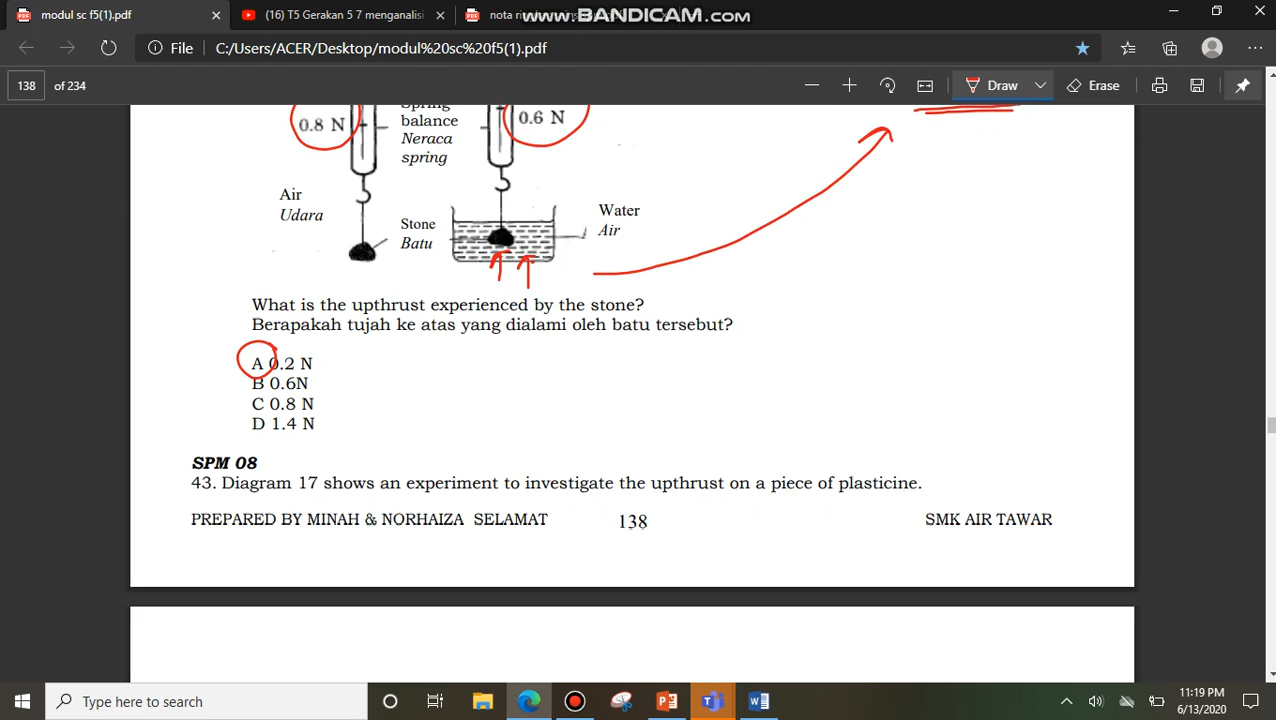 modul sc f5(1).pdf
(16) T5 Gerakan 5 7 menganalisi
nota ri
www.BANDICAM.com
File
C:/Users/ACER/Desktop/modul%20sc%20f5(1).pdf
138 of 234
Draw
Erase
0.8 N
Spring
balance
Neraca
spring
0.6 N
Air
Udara
Stone
Batu
Water
Air
What is the upthrust experienced by the stone?
Berapakah tujah ke atas yang dialami oleh batu tersebut?
A 0.2 N
B 0.6N
C 0.8 N
D 1.4 N
SPM 08
43. Diagram 17 shows an experiment to investigate the upthrust on a piece of plasticine.
PREPARED BY MINAH & NORHAIZA SELAMAT 138 SMK AIR TAWAR
Type here to search
11:19 PM
6/13/2020